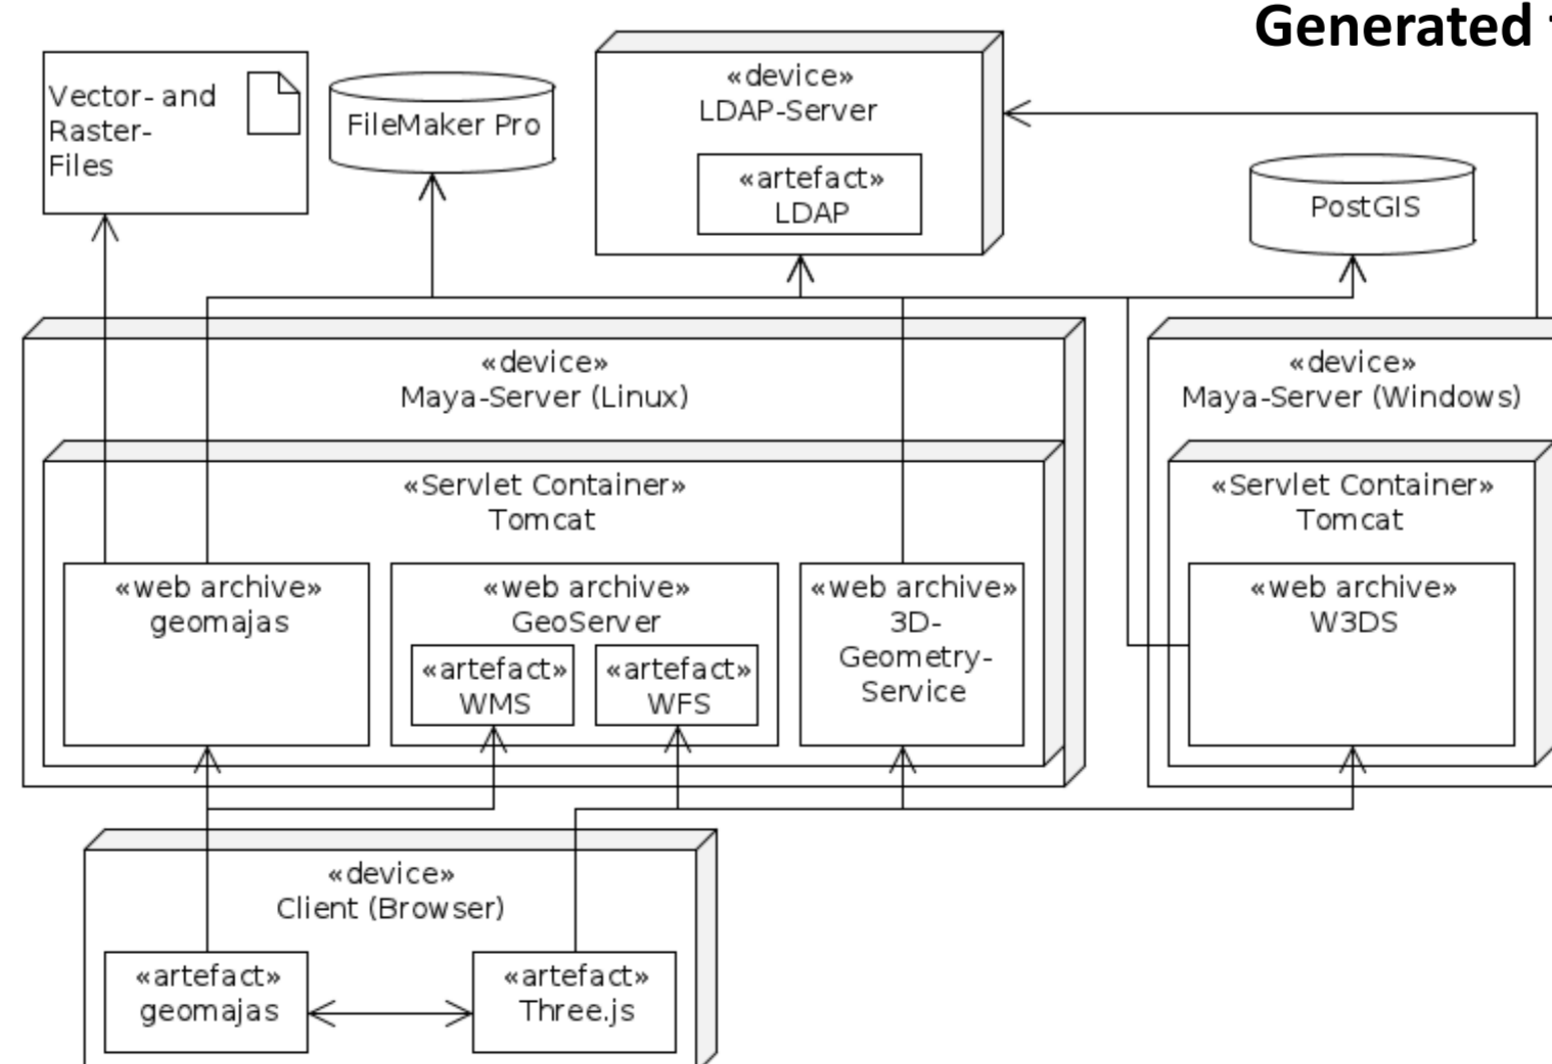 Generated
Vector- and
Raster-
Files
FileMaker Pro
«device»
LDAP-Server
«artefact»
LDAP
PostGIS
«device»
Maya-Server (Linux)
«Servlet Container»
Tomcat
«web archive»
geomajas
«web archive»
GeoServer
«artefact»
WMS
«artefact»
WFS
«web archive»
3D-
Geometry-
Service
«device»
Maya-Server (Windows)
«Servlet Container»
Tomcat
«web archive»
W3DS
«device»
Client (Browser)
«artefact»
geomajas
«artefact»
Three.js